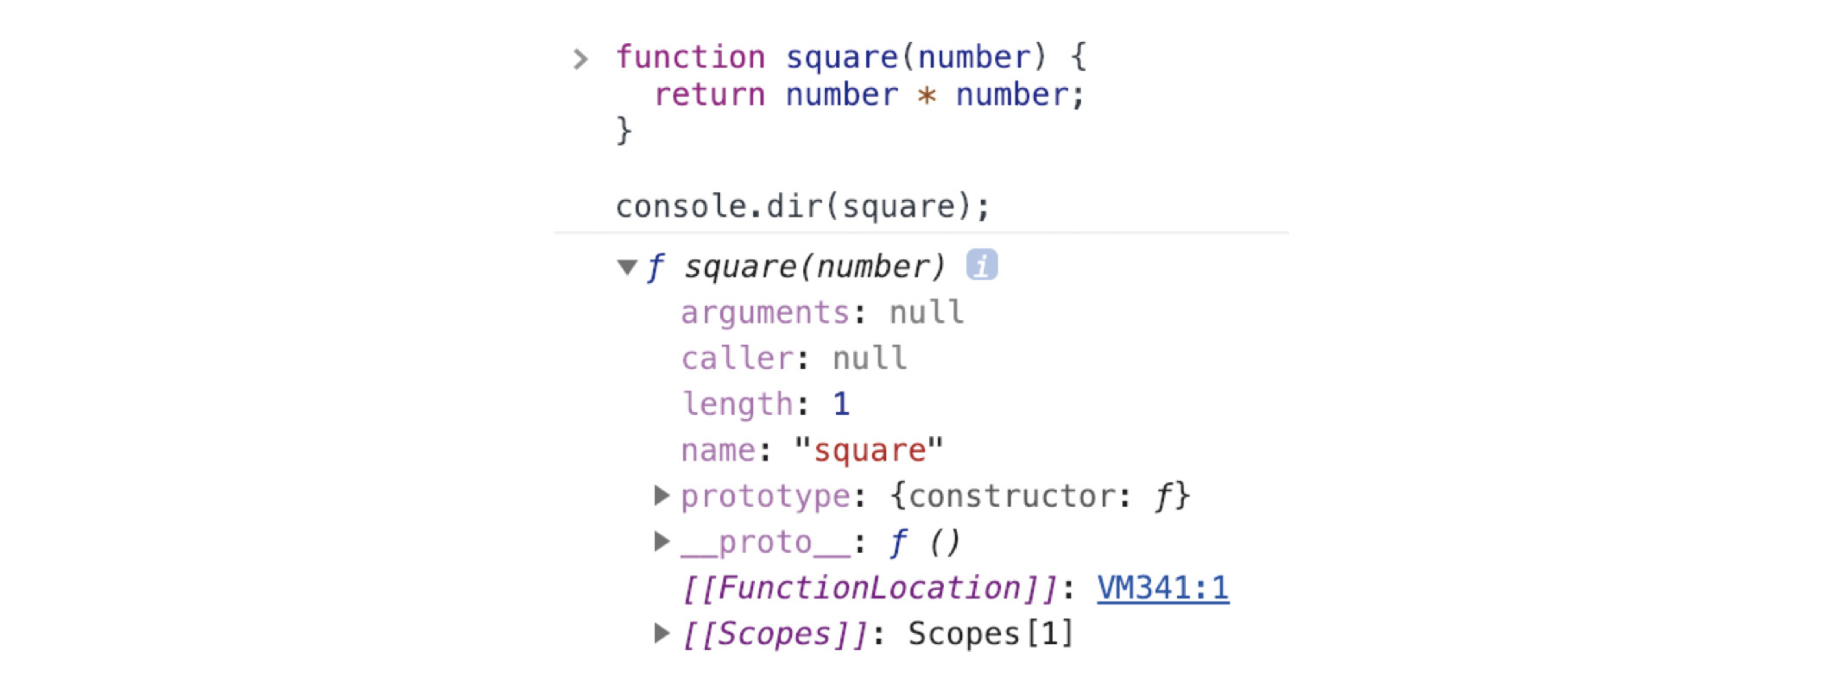 > function square(number) {
  return number * number;
}
console.dir(square);
▼ ƒ square(number) i
arguments: null
caller: null
length: 1
name: "square"
▶ prototype: {constructor: ƒ}
▶ __proto__: ƒ ()
[[FunctionLocation]]: VM341:1
▶ [[Scopes]]: Scopes[1]